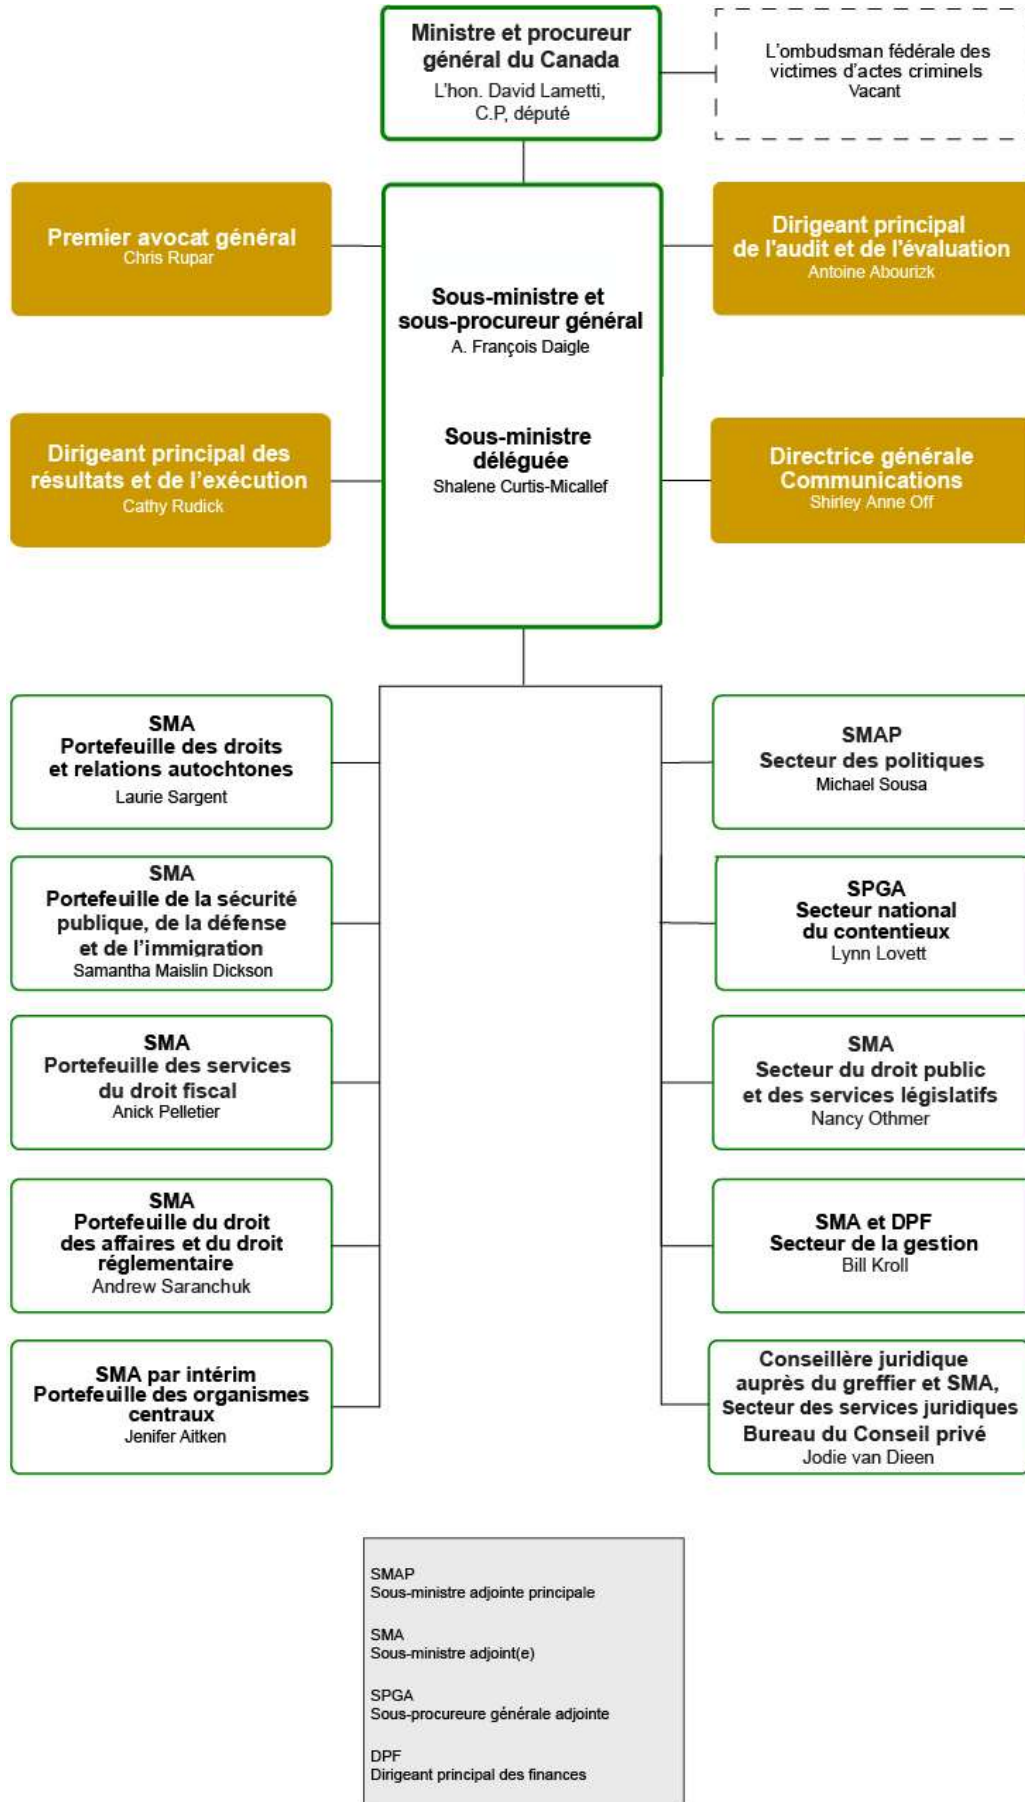 Ministre et procureur
général du Canada
L'hon. David Lametti,
C.P, député
L'ombudsman fédérale des
victimes d'actes criminels
Vacant
Premier avocat général
Chris Rupar
Dirigeant principal
de l'audit et de l'évaluation
Antoine Abourizk
Sous-ministre et
sous-procureur général
A. François Daigle
Sous-ministre
déléguée
Shalene Curtis-Micallef
Dirigeant principal des
résultats et de l'exécution
Cathy Rudick
Directrice générale
Communications
Shirley Anne Off
SMA
Portefeuille des droits
et relations autochtones
Laurie Sargent
SMAP
Secteur des politiques
Michael Sousa
SMA
Portefeuille de la sécurité
publique, de la défense
et de l'immigration
Samantha Maislin Dickson
SPGA
Secteur national
du contentieux
Lynn Lovett
SMA
Portefeuille des services
du droit fiscal
Anick Pelletier
SMA
Secteur du droit public
et des services législatifs
Nancy Othmer
SMA
Portefeuille du droit
des affaires et du droit
réglementaire
Andrew Saranchuk
SMA et DPF
Secteur de la gestion
Bill Kroll
SMA par intérim
Portefeuille des organismes
centraux
Jenifer Aitken
Conseillère juridique
auprès du greffier et SMA,
Secteur des services juridiques
Bureau du Conseil privé
Jodie van Dieen
SMAP
Sous-ministre adjointe principale
SMA
Sous-ministre adjoint(e)
SPGA
Sous-procureure générale adjointe
DPF
Dirigeant principal des finances